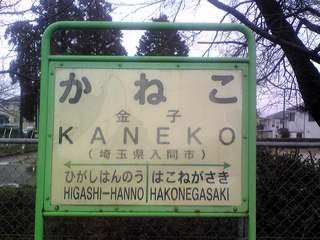 かねこ
金子
KANEKO
(埼玉県入間市)
ひがしはんのう はこねがさき
HIGASHI-HANNO HAKONEGASAKI